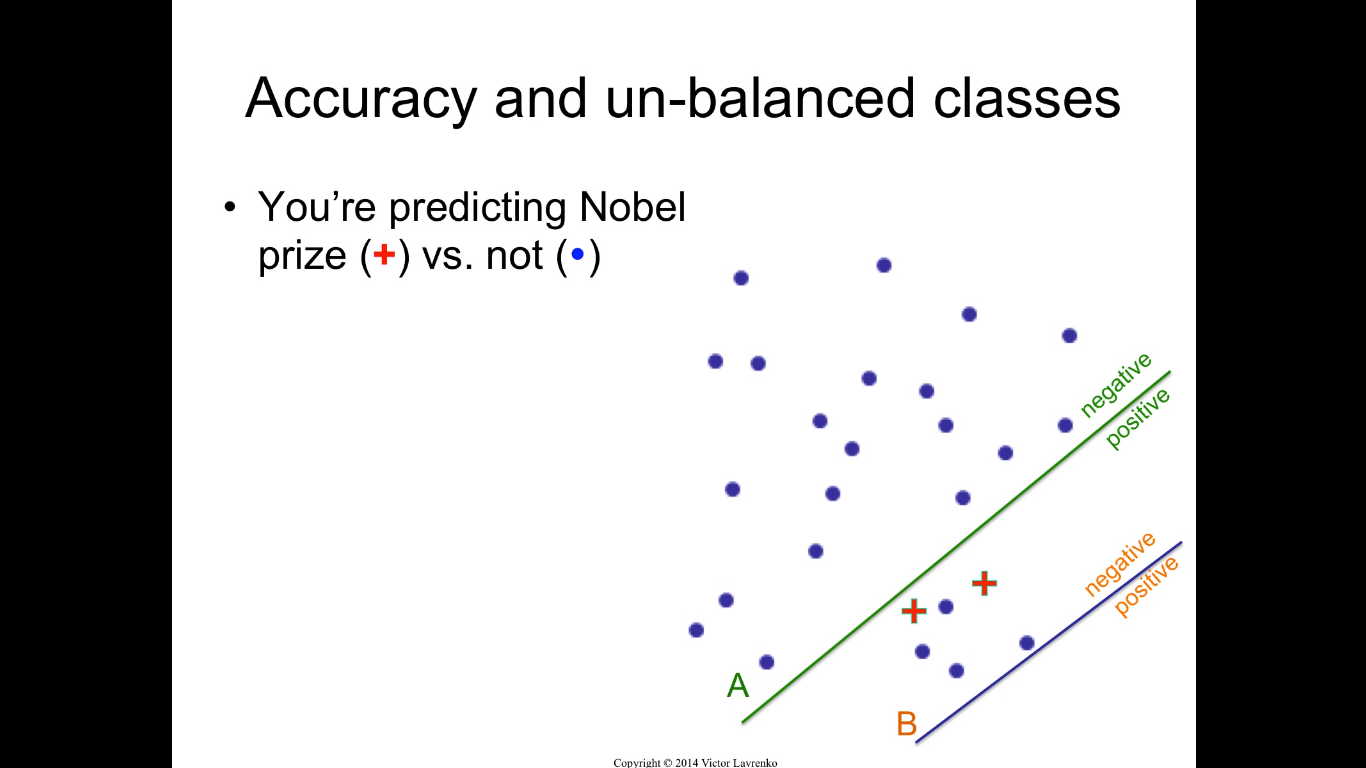 Accuracy and un-balanced classes
• You’re predicting Nobel
prize (+) vs. not (•)
negative
positive
negative
positive
A
B
Copyright © 2014 Victor Lavrenko